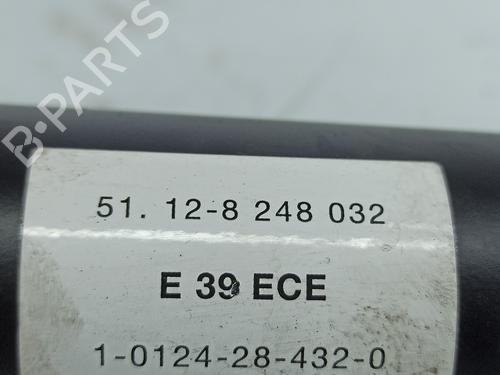 B-PARTS
51. 12-8 248 032
E 39 ECE
1-0124-28-432-0